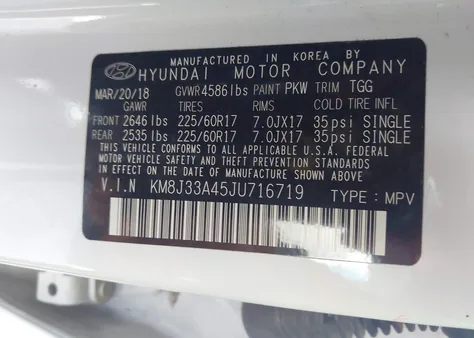 MANUFACTURED IN KOREA BY
HYUNDAI MOTOR COMPANY
MAR/20/18 GVWR4586lbs PAINT PKW TRIM TGG
GAWR TIRES RIMS COLD TIRE INFL
FRONT 2646 lbs 225/60R17 7.0JX17 35psi SINGLE
REAR 2535 lbs 225/60R17 7.0JX17 35psi SINGLE
THIS VEHICLE CONFORMS TO ALL APPLICABLE U.S.A. FEDERAL
MOTOR VEHICLE SAFETY AND THEFT PREVENTION STANDARDS
IN EFFECT ON THE DATE OF MANUFACTURE SHOWN ABOVE.
V.I.N KM8J33A45JU716719 TYPE : MPV